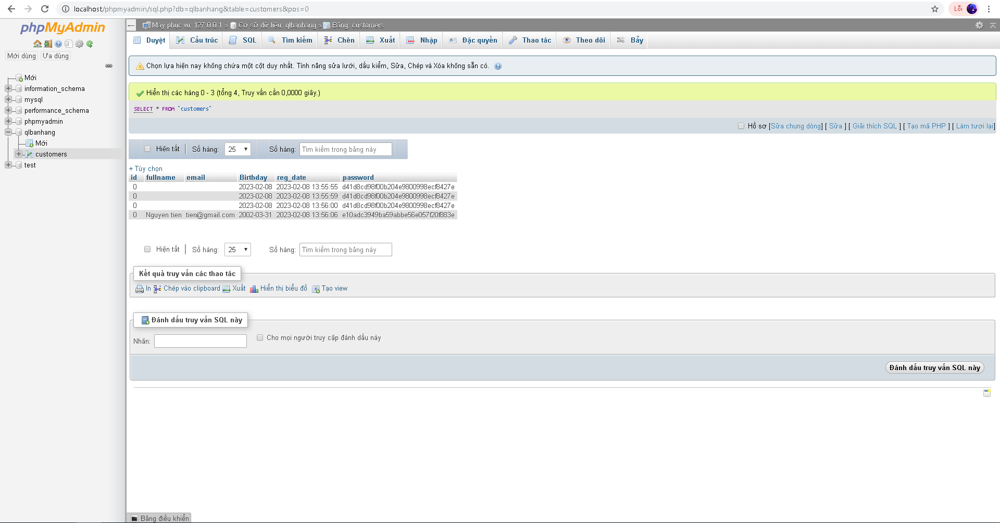 localhost/phpmyadmin/sql.php?db=qlbanhang&table=customers&pos=0
Lỗi
phpMyAdmin
Mới dùng Ưa dùng
Mới
information_schema
mysql
performance_schema
phpmyadmin
qlbanhang
Mới
customers
test
Máy phục vụ: 127.0.0.1 » Cơ sở dữ liệu: qlbanhang » Bảng: customers
Duyệt Cấu trúc SQL Tìm kiếm Chèn Xuất Nhập Đặc quyền Thao tác Theo dõi Bẫy
Chọn lựa hiện nay không chứa một cột duy nhất. Tính năng sửa lưới, dấu kiểm, Sửa, Chép và Xóa không sẵn có.
Hiển thị các hàng 0 - 3 (tổng 4, Truy vấn cần 0,0000 giây.)
SELECT * FROM `customers`
Hồ sơ [Sửa chung dòng] [ Sửa ] [ Giải thích SQL ] [ Tạo mã PHP ] [ Làm tươi lại]
Hiện tất Số hàng: 25 Số hàng: Tìm kiếm trong bảng này
+ Tùy chọn
id fullname email Birthday reg_date password
0 2023-02-08 2023-02-08 13:55:55 d41d8cd98f00b204e9800998ecf8427e
0 2023-02-08 2023-02-08 13:55:59 d41d8cd98f00b204e9800998ecf8427e
0 2023-02-08 2023-02-08 13:56:00 d41d8cd98f00b204e9800998ecf8427e
0 Nguyen tien tien@gmail.com 2002-03-31 2023-02-08 13:56:06 e10adc3949ba59abbe56e057f20f883e
Hiện tất Số hàng: 25 Số hàng: Tìm kiếm trong bảng này
Kết quả truy vấn các thao tác
In Chép vào clipboard Xuất Hiển thị biểu đồ Tạo view
Đánh dấu truy vấn SQL này
Nhãn: Cho mọi người truy cập đánh dấu này
Đánh dấu truy vấn SQL này
Bảng điều khiển